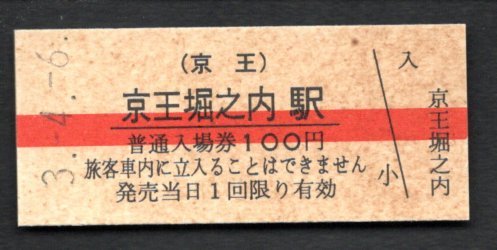 3.-4.-6.
（京王）
京王堀之内駅
普通入場券100円
旅客車内に立入ることはできません
発売当日1回限り有効
入
小
京王堀之内